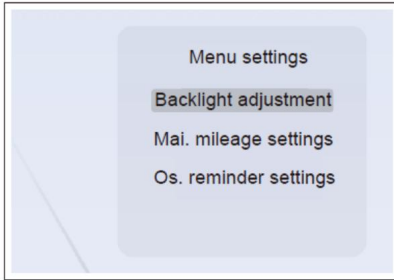 Menu settings
Backlight adjustment
Mai. mileage settings
Os. reminder settings